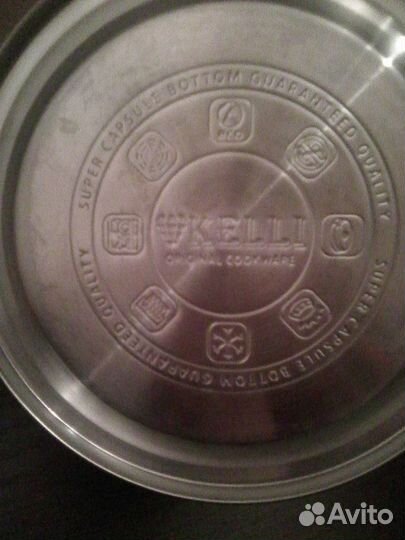 SUPER CAPSULE BOTTOM GUARANTEED QUALITY
SUPER CAPSULE BOTTOM GUARANTEED QUALITY
KELLI
ORIGINAL COOKWARE
Avito